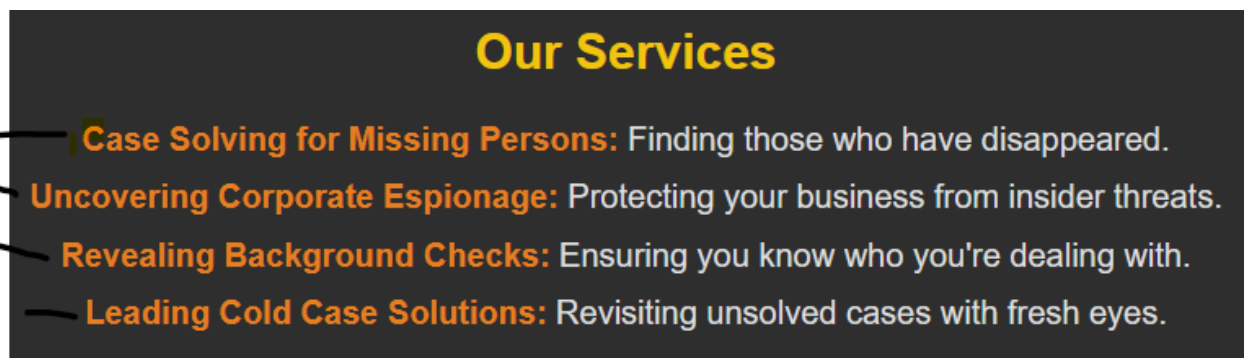 Our Services
Case Solving for Missing Persons: Finding those who have disappeared.
Uncovering Corporate Espionage: Protecting your business from insider threats.
Revealing Background Checks: Ensuring you know who you're dealing with.
Leading Cold Case Solutions: Revisiting unsolved cases with fresh eyes.